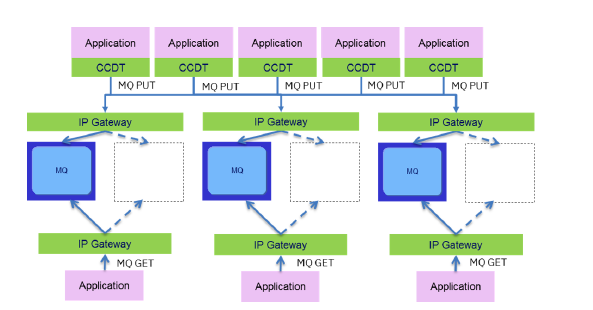 Application Application Application Application Application
CCDT CCDT CCDT CCDT CCDT
MQ PUT MQ PUT MQ PUT MQ PUT MQ PUT
IP Gateway IP Gateway IP Gateway
MQ MQ MQ
IP Gateway IP Gateway IP Gateway
MQ GET MQ GET MQ GET
Application Application Application